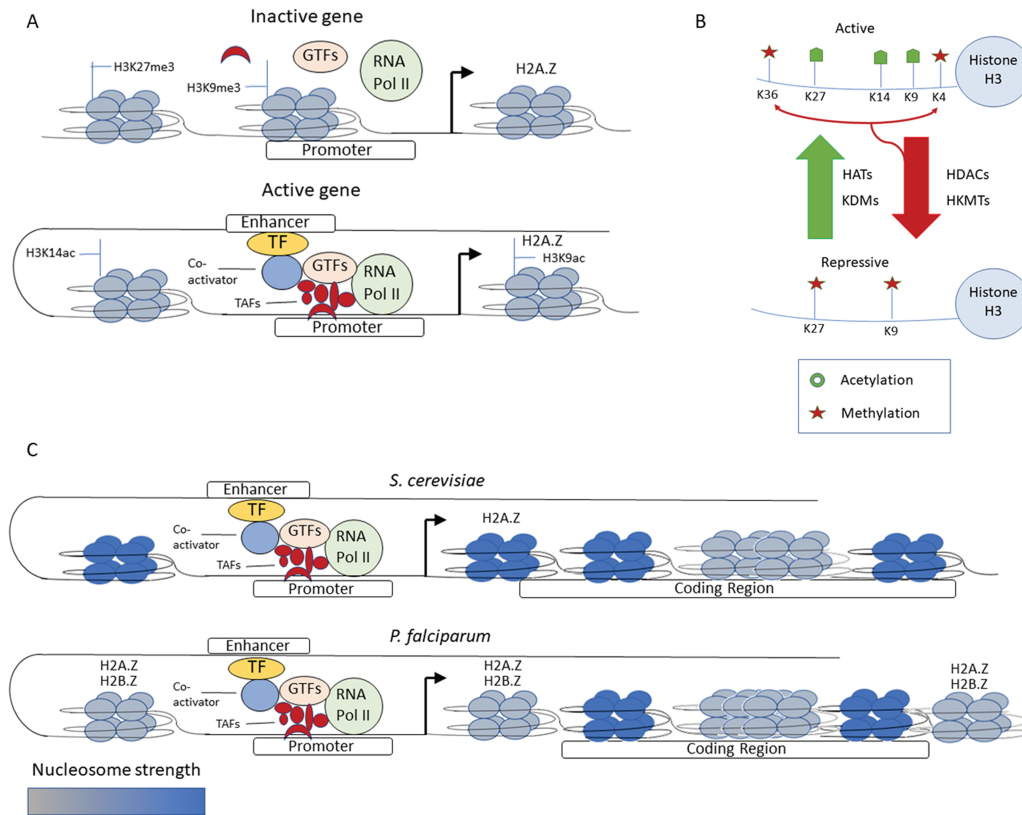 A
Inactive gene
H3K27me3
H3K9me3
GTFs
RNA
Pol II
H2A.Z
Promoter
Active gene
Enhancer
H3K14ac
TF
Co-
activator
GTFs
RNA
Pol II
TAFs
H2A.Z
H3K9ac
Promoter
B
Active
Histone
H3
K36
K27
K14
K9
K4
HATs
KDMs
HDACs
HKMTs
Repressive
Histone
H3
K27
K9
Acetylation
Methylation
C
S. cerevisiae
Enhancer
TF
Co-
activator
GTFs
RNA
Pol II
TAFs
H2A.Z
Promoter
Coding Region
P. falciparum
Enhancer
H2A.Z
H2B.Z
TF
Co-
activator
GTFs
RNA
Pol II
TAFs
H2A.Z
H2B.Z
H2A.Z
H2B.Z
Promoter
Coding Region
Nucleosome strength